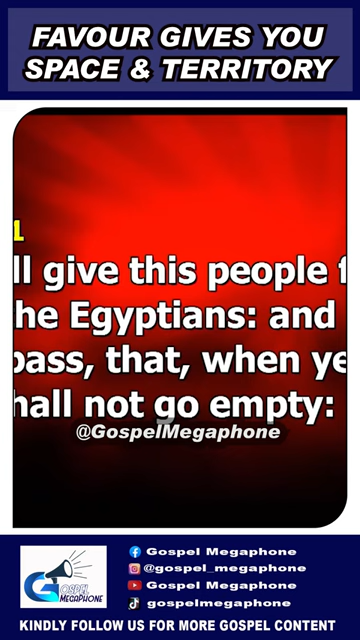 FAVOUR GIVES YOU
SPACE & TERRITORY
1
ll give this people f
he Egyptians: and
pass, that, when ye
hall not go empty:
@GospelMegaphone
GOSPEL
MEGAPHONE
Gospel Megaphone
@gospel_megaphone
Gospel Megaphone
gospelmegaphone
KINDLY FOLLOW US FOR MORE GOSPEL CONTENT